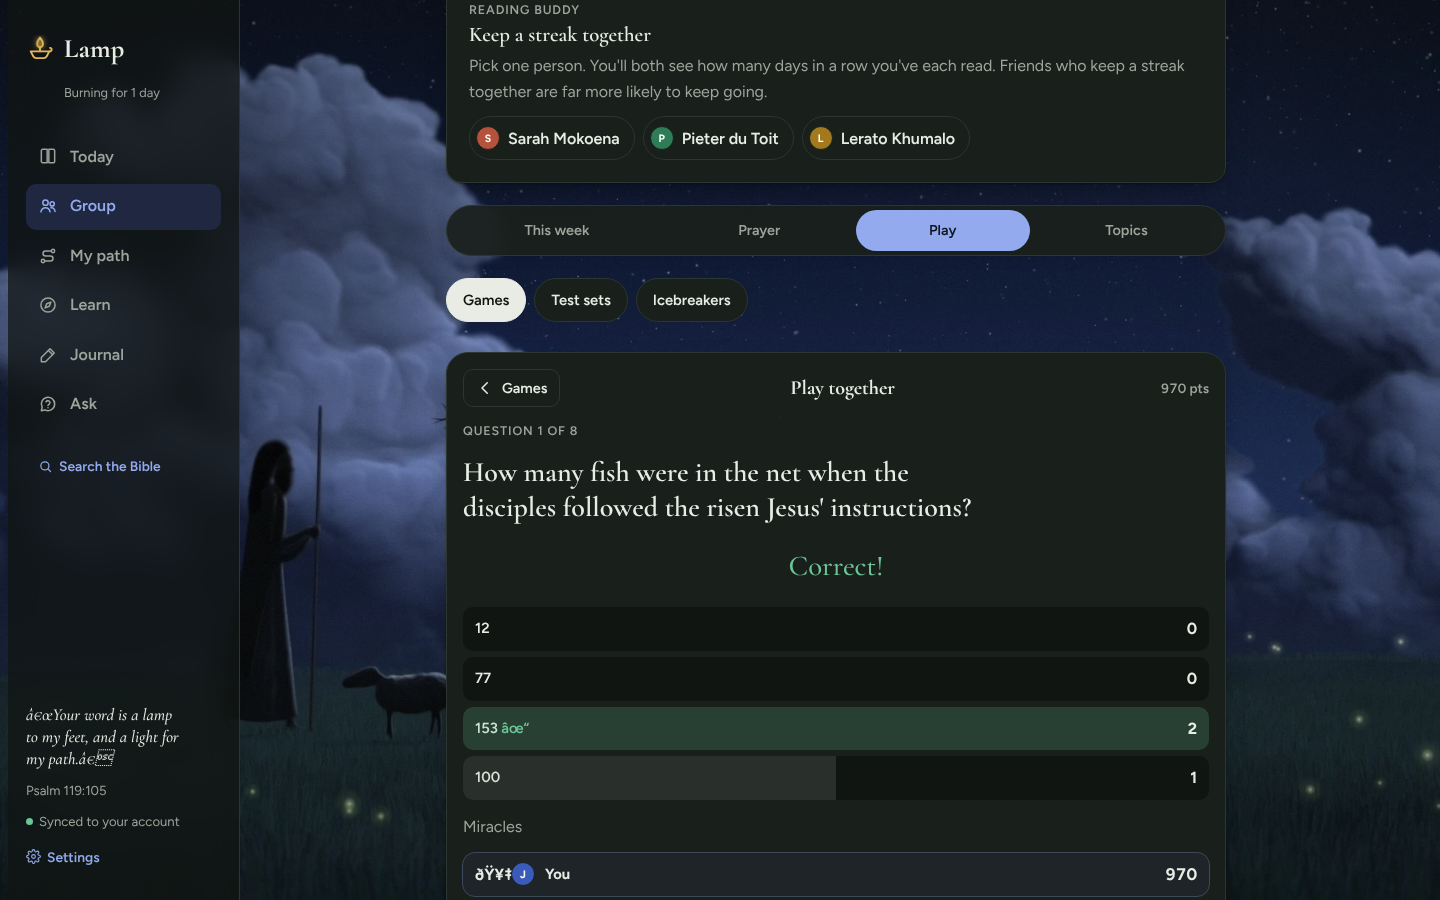 Lamp
Burning for 1 day
Today
Group
My path
Learn
Journal
Ask
Search the Bible
“Your word is a lamp
to my feet, and a light for
my path.â€
Psalm 119:105
Synced to your account
Settings
READING BUDDY
Keep a streak together
Pick one person. You'll both see how many days in a row you've each read. Friends who keep a streak
together are far more likely to keep going.
S Sarah Mokoena P Pieter du Toit L Lerato Khumalo
This week Prayer Play Topics
Games Test sets Icebreakers
Games Play together 970 pts
QUESTION 1 OF 8
How many fish were in the net when the
disciples followed the risen Jesus' instructions?
Correct!
12 0
77 0
153 âœ“ 2
100 1
Miracles
🥇 J You 970